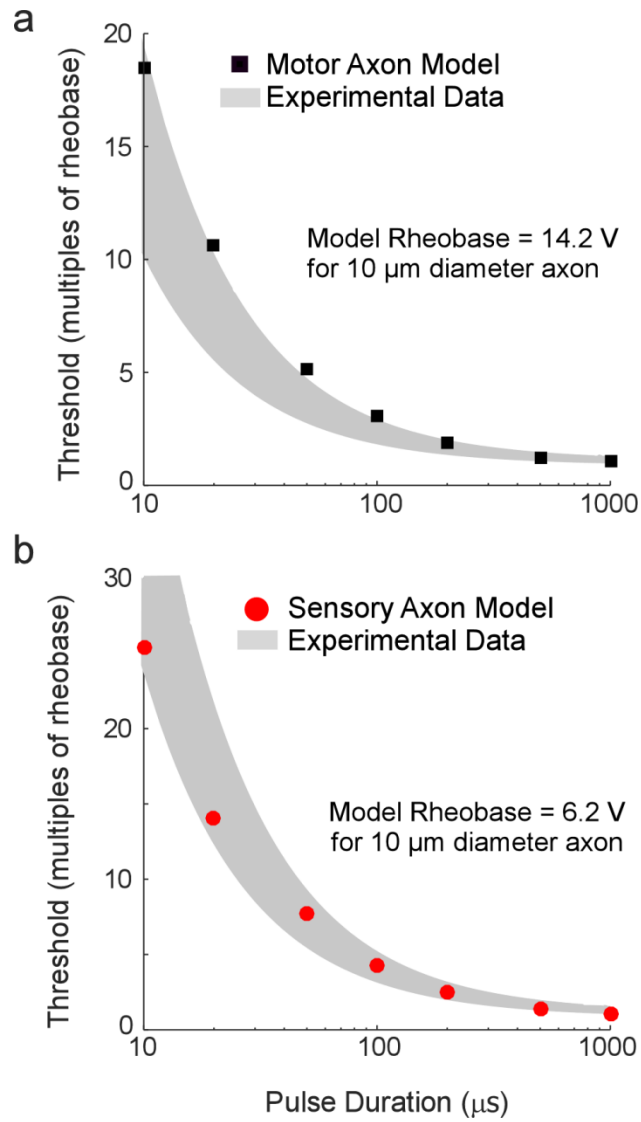 a
Threshold (multiples of rheobase)
20
15
10
5
0
Motor Axon Model
Experimental Data
Model Rheobase = 14.2 V
for 10 µm diameter axon
10
100
1000
b
Threshold (multiples of rheobase)
30
20
10
0
Sensory Axon Model
Experimental Data
Model Rheobase = 6.2 V
for 10 µm diameter axon
10
100
1000
Pulse Duration (µs)